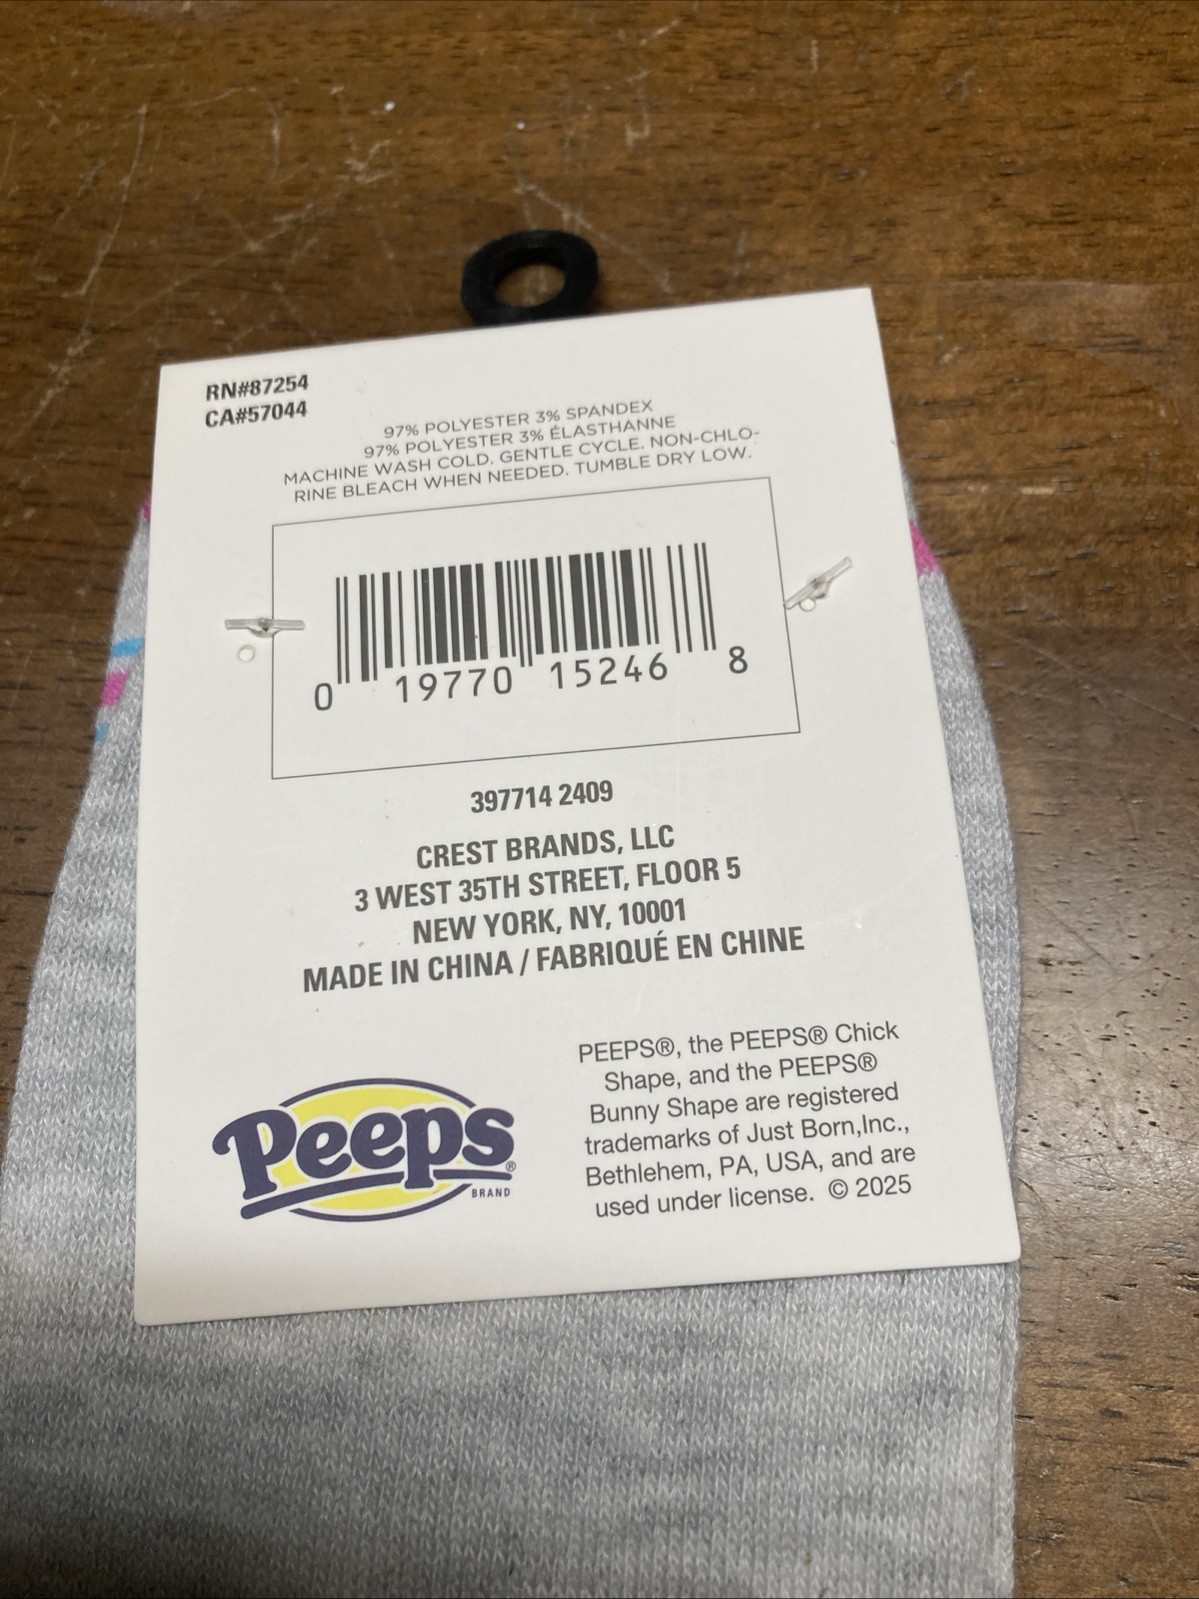 RN#87254
CA#57044
97% POLYESTER 3% SPANDEX
97% POLYESTER 3% ÉLASTHANNE
MACHINE WASH COLD. GENTLE CYCLE. NON-CHLO-
RINE BLEACH WHEN NEEDED. TUMBLE DRY LOW.
0 19770 15246 8
397714 2409
CREST BRANDS, LLC
3 WEST 35TH STREET, FLOOR 5
NEW YORK, NY, 10001
MADE IN CHINA / FABRIQUÉ EN CHINE
Peeps®
BRAND
PEEPS®, the PEEPS® Chick
Shape, and the PEEPS®
Bunny Shape are registered
trademarks of Just Born,Inc.,
Bethlehem, PA, USA, and are
used under license. © 2025